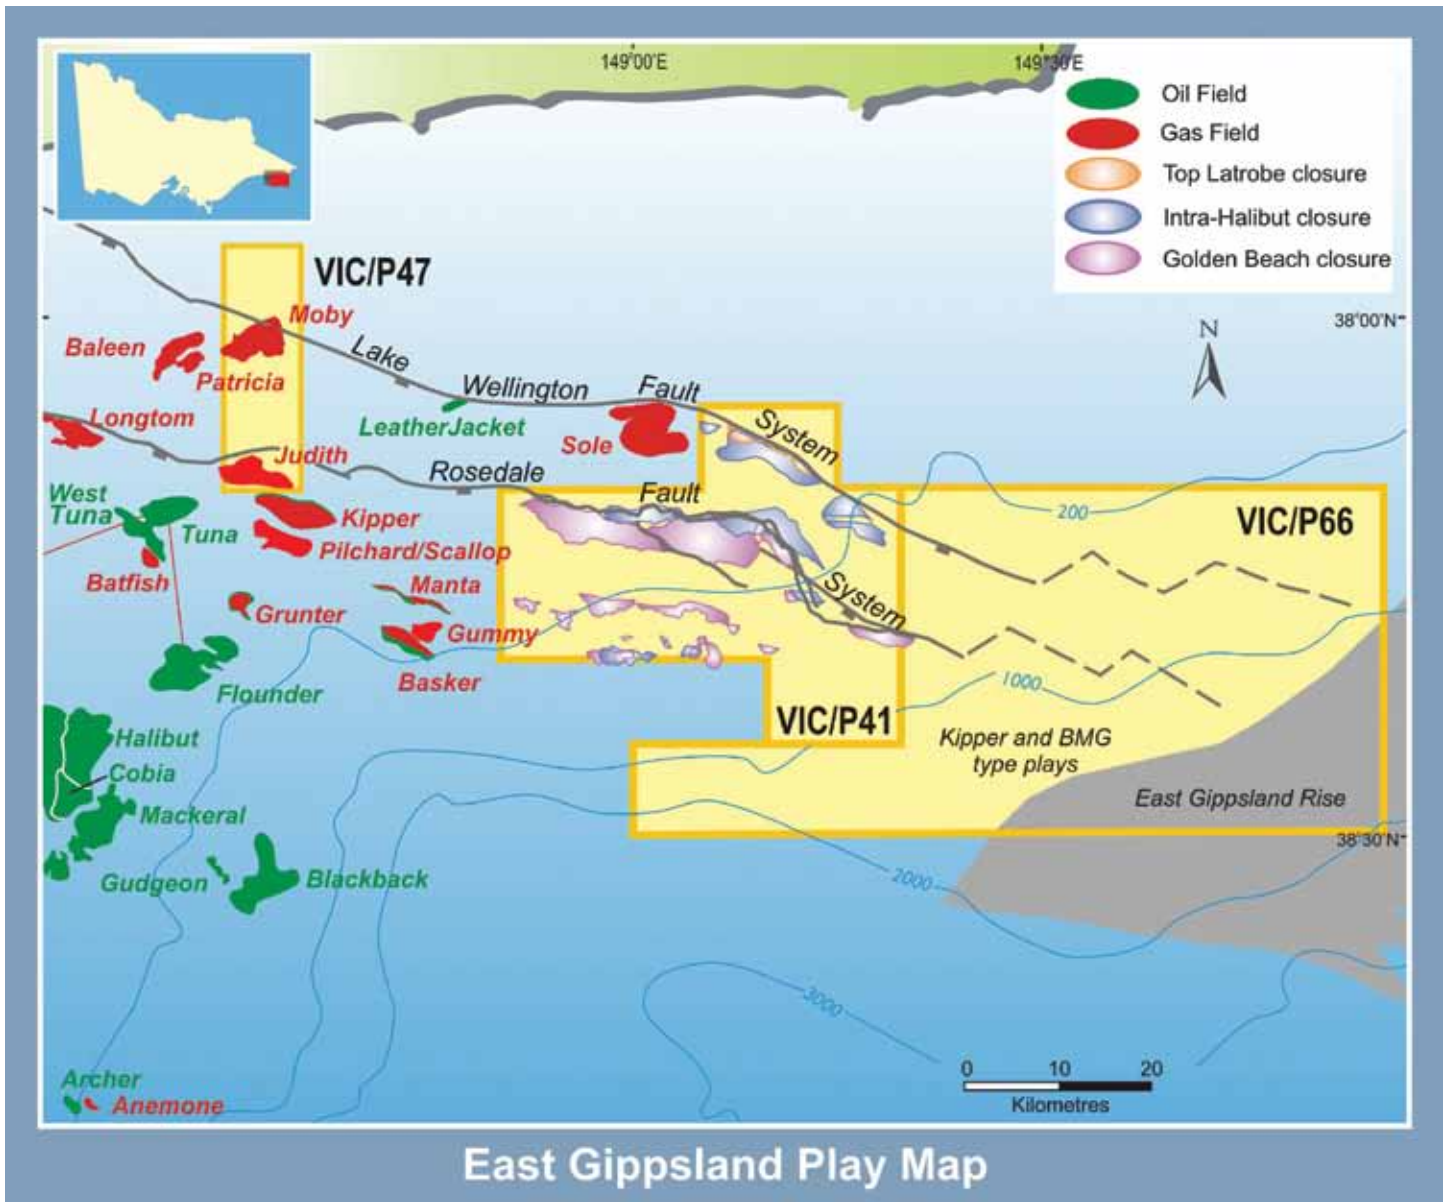 149°00'E
149°30'E
Oil Field
Gas Field
Top Latrobe closure
Intra-Halibut closure
Golden Beach closure
VIC/P47
Moby
38°00'N
N
Baleen
Patricia
Lake
Wellington
Fault
System
Longtom
LeatherJacket
Sole
Judith
Rosedale
Fault
System
West
Tuna
Tuna
Kipper
Pilchard/Scallop
200
VIC/P66
Batfish
Manta
Grunter
Gummy
Basker
Flounder
1000
VIC/P41
Halibut
Kipper and BMG
type plays
Cobia
East Gippsland Rise
Mackeral
38°30'N
Gudgeon
Blackback
2000
3000
0 10 20
Kilometres
Archer
Anemone
East Gippsland Play Map